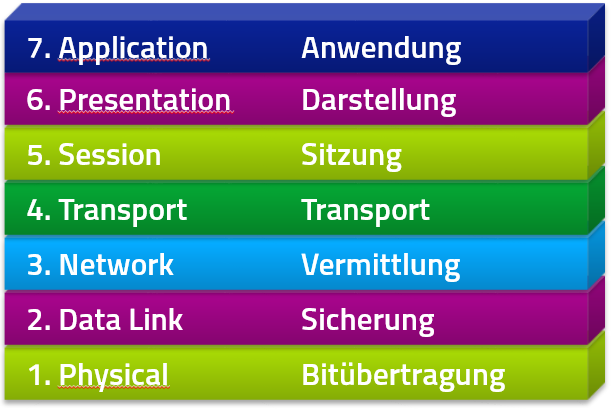 7. Application Anwendung
6. Presentation Darstellung
5. Session Sitzung
4. Transport Transport
3. Network Vermittlung
2. Data Link Sicherung
1. Physical Bitübertragung